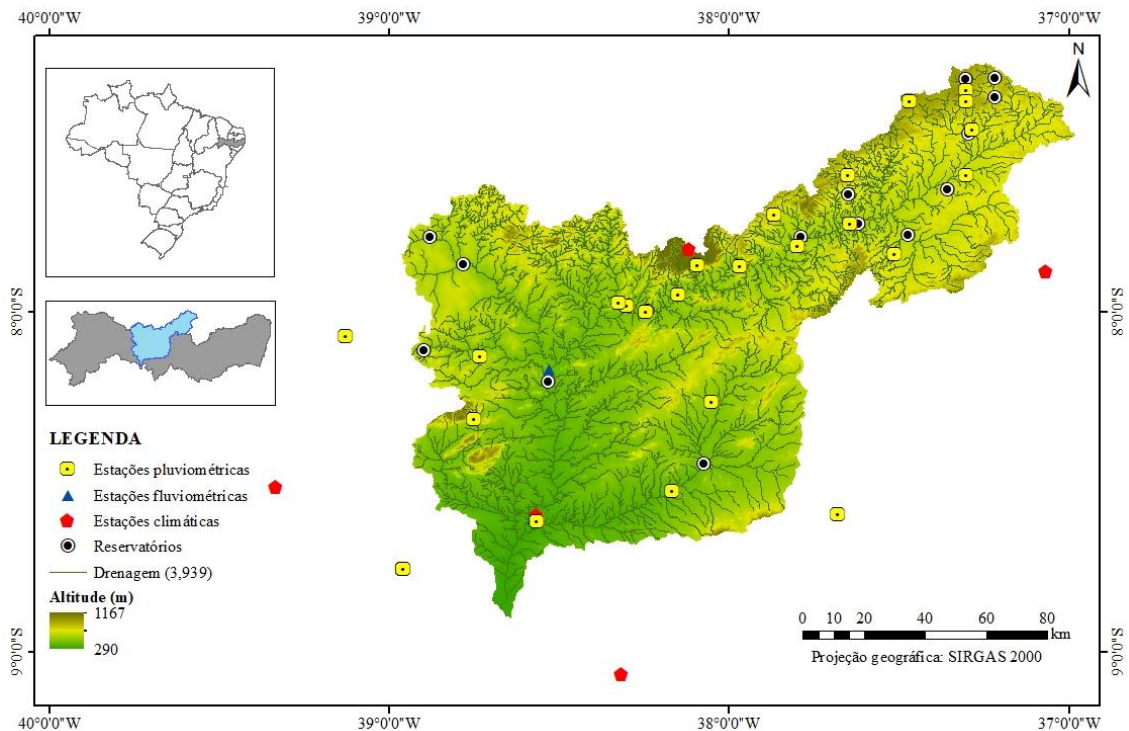 40°0'0"W 39°0'0"W 38°0'0"W 37°0'0"W
N
8°0'0"S 8°0'0"S
LEGENDA
Estações pluviométricas
Estações fluviométricas
Estações climáticas
Reservatórios
Drenagem (3,939)
Altitude (m)
1167
290
0 10 20 40 60 80
km
Projeção geográfica: SIRGAS 2000
9°0'0"S 9°0'0"S
40°0'0"W 39°0'0"W 38°0'0"W 37°0'0"W